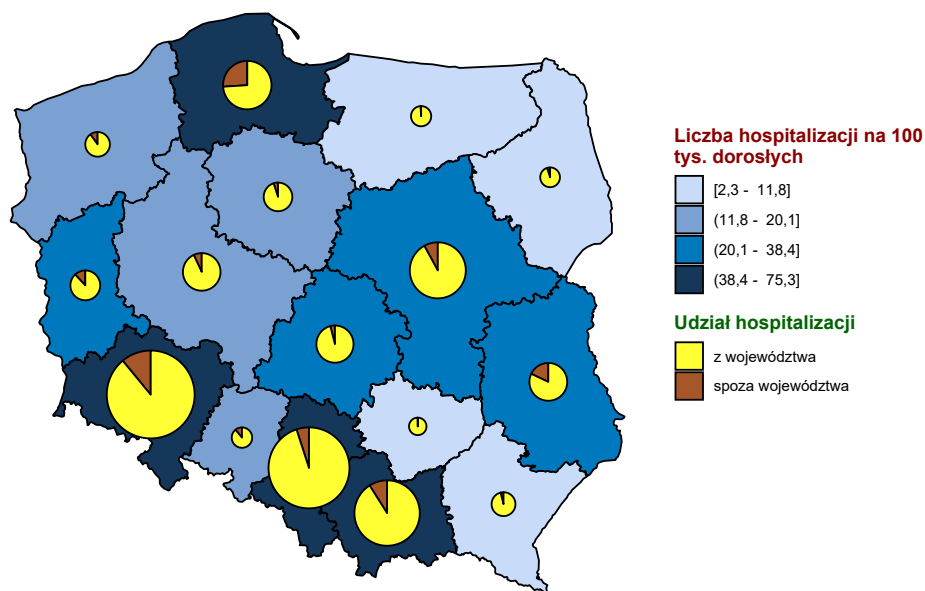 Liczba hospitalizacji na 100
tys. dorosłych
[2,3 - 11,8]
(11,8 - 20,1]
(20,1 - 38,4]
(38,4 - 75,3]
Udział hospitalizacji
z województwa
spoza województwa